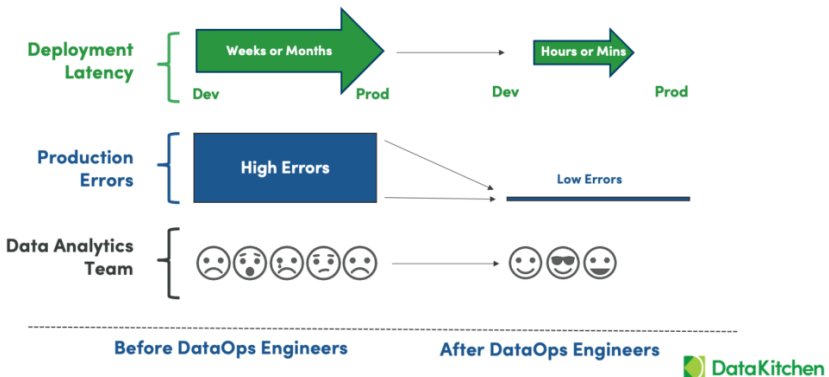 Deployment
Latency
Weeks or Months
Hours or Mins
Dev
Prod
Dev
Prod
Production
Errors
High Errors
Low Errors
Data Analytics
Team
Before DataOps Engineers
After DataOps Engineers
DataKitchen